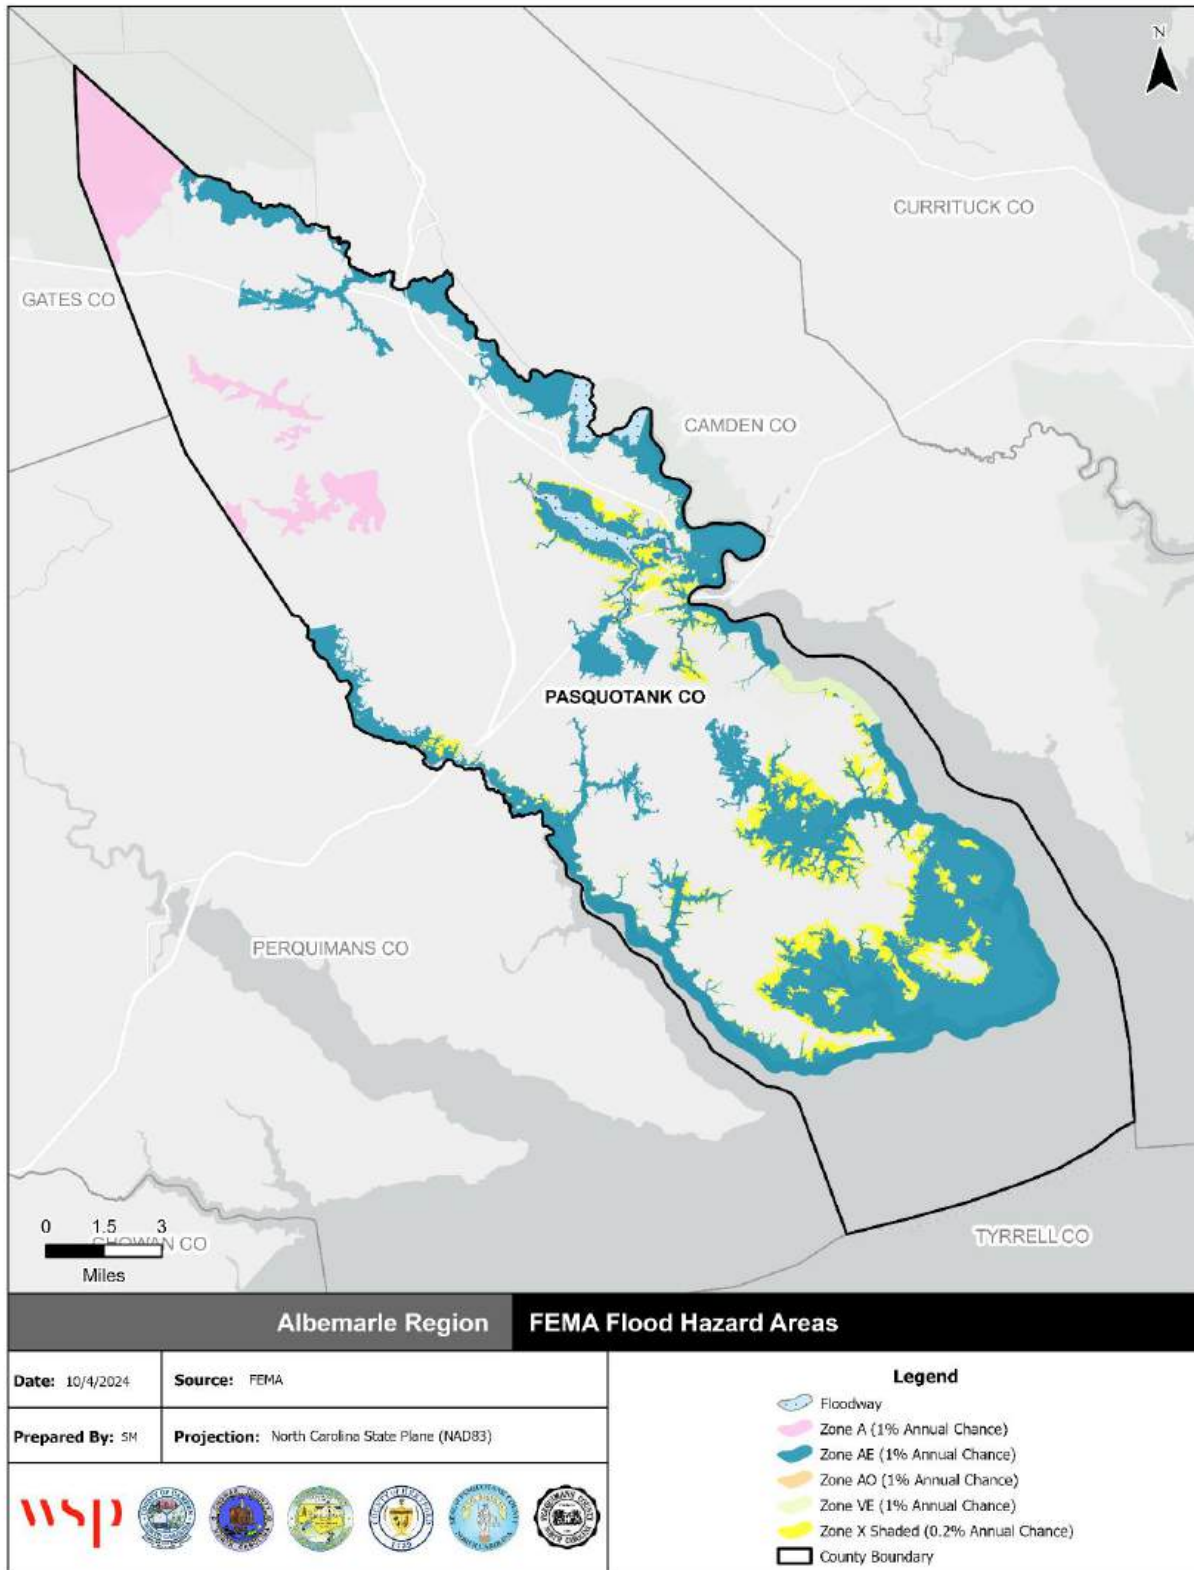 N
CURRITUCK CO
GATES CO
CAMDEN CO
PASQUOTANK CO
PERQUIMANS CO
0 1.5 3
CHOWAN CO
Miles
TYRRELL CO
Albemarle Region FEMA Flood Hazard Areas
Date: 10/4/2024 Source: FEMA
Prepared By: SM Projection: North Carolina State Plane (NAD83)
Legend
Floodway
Zone A (1% Annual Chance)
Zone AE (1% Annual Chance)
Zone AO (1% Annual Chance)
Zone VE (1% Annual Chance)
Zone X Shaded (0.2% Annual Chance)
County Boundary
wsp